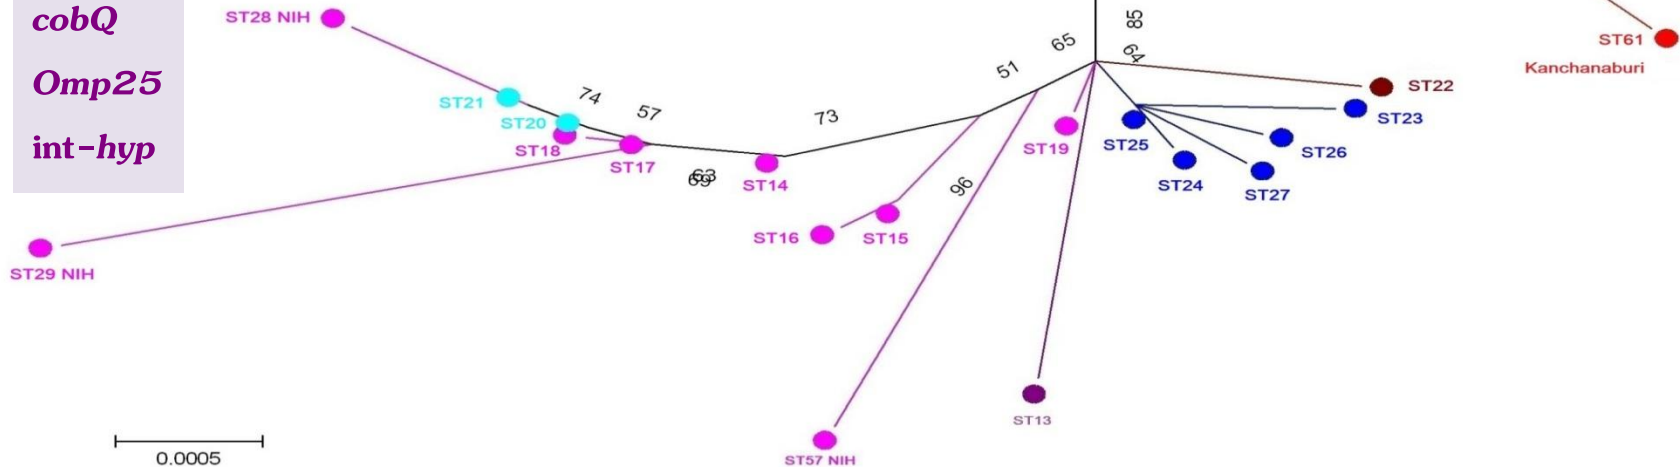 cobQ
Omp25
int-hyp
ST28 NIH
85
ST61
Kanchanaburi
65
64
51
ST22
ST21
74
57
73
ST23
ST20
ST18
ST17
ST14
ST19
ST25
ST26
ST24
ST27
63
69
96
ST16
ST15
ST29 NIH
ST13
0.0005
ST57 NIH